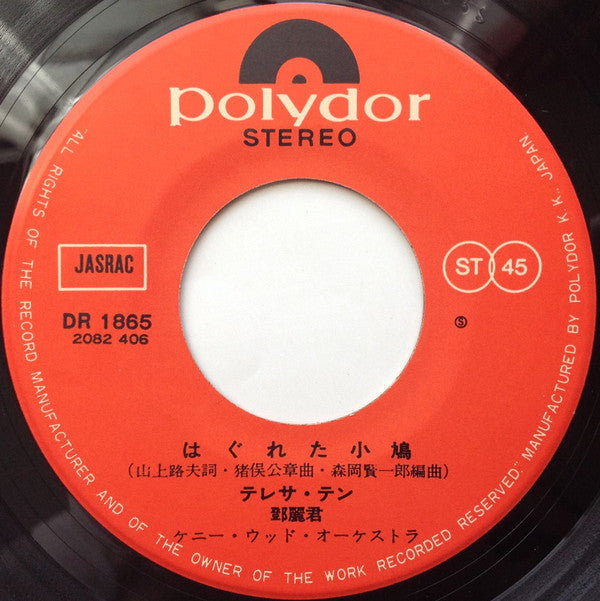 polydor
STEREO
JASRAC
ST 45
DR 1865
2082 406
Ⓢ
はぐれた小鳩
(山上路夫詞・猪俣公章曲・森岡賢一郎編曲)
テレサ・テン
鄧麗君
ケニー・ウッド・オーケストラ
"ALL RIGHTS OF THE RECORD MANUFACTURER AND OF THE OWNER OF THE WORK RECORDED RESERVED." MANUFACTURED BY POLYDOR K.K. JAPAN.